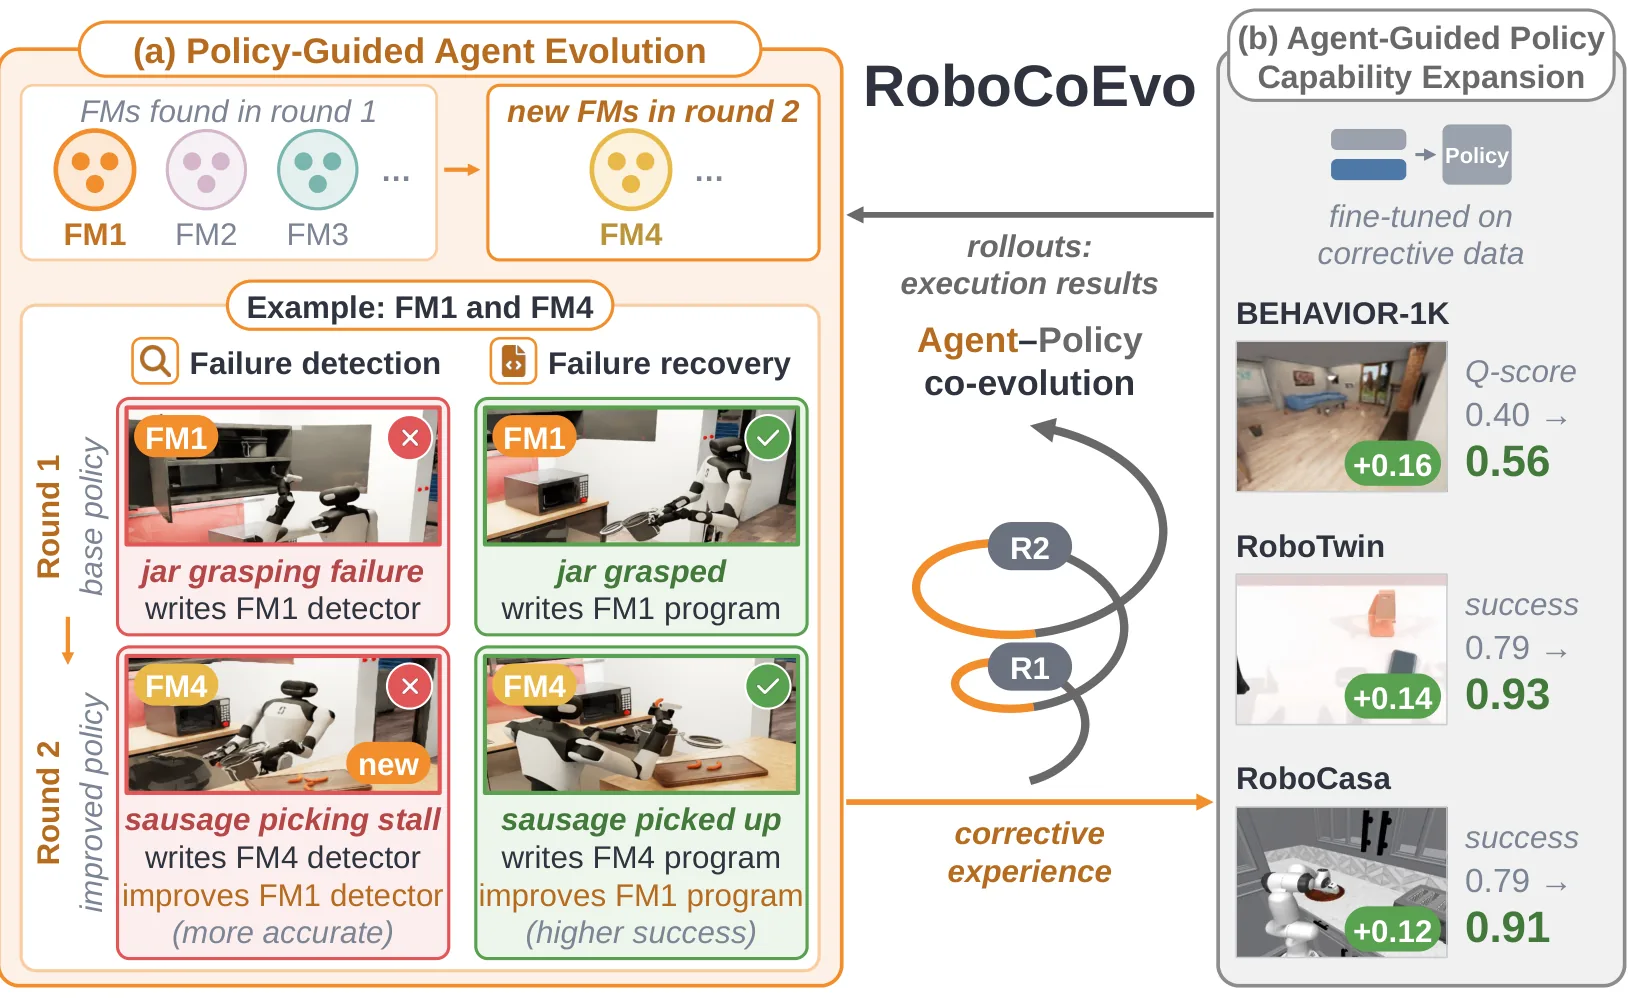 (a) Policy-Guided Agent Evolution
FMs found in round 1
FM1
FM2
FM3
...
new FMs in round 2
FM4
...
Example: FM1 and FM4
Failure detection
Failure recovery
Round 1
base policy
FM1
jar grasping failure
writes FM1 detector
FM1
jar grasped
writes FM1 program
Round 2
improved policy
FM4
new
sausage picking stall
writes FM4 detector
improves FM1 detector
(more accurate)
FM4
sausage picked up
writes FM4 program
improves FM1 program
(higher success)
RoboCoEvo
rollouts:
execution results
Agent–Policy
co-evolution
R2
R1
corrective
experience
(b) Agent-Guided Policy
Capability Expansion
Policy
fine-tuned on
corrective data
BEHAVIOR-1K
Q-score
0.40 →
+0.16
0.56
RoboTwin
success
0.79 →
+0.14
0.93
RoboCasa
success
0.79 →
+0.12
0.91